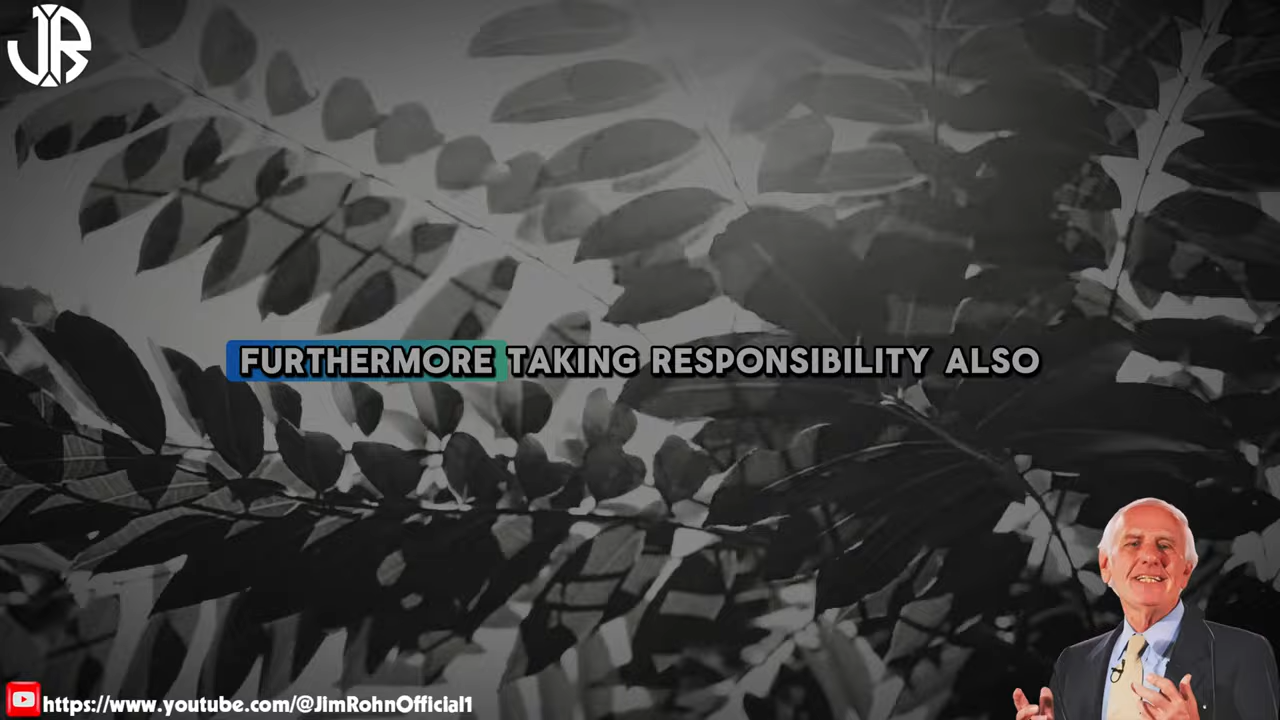 JR
FURTHERMORE TAKING RESPONSIBILITY ALSO
https://www.youtube.com/@JimRohnOfficial1